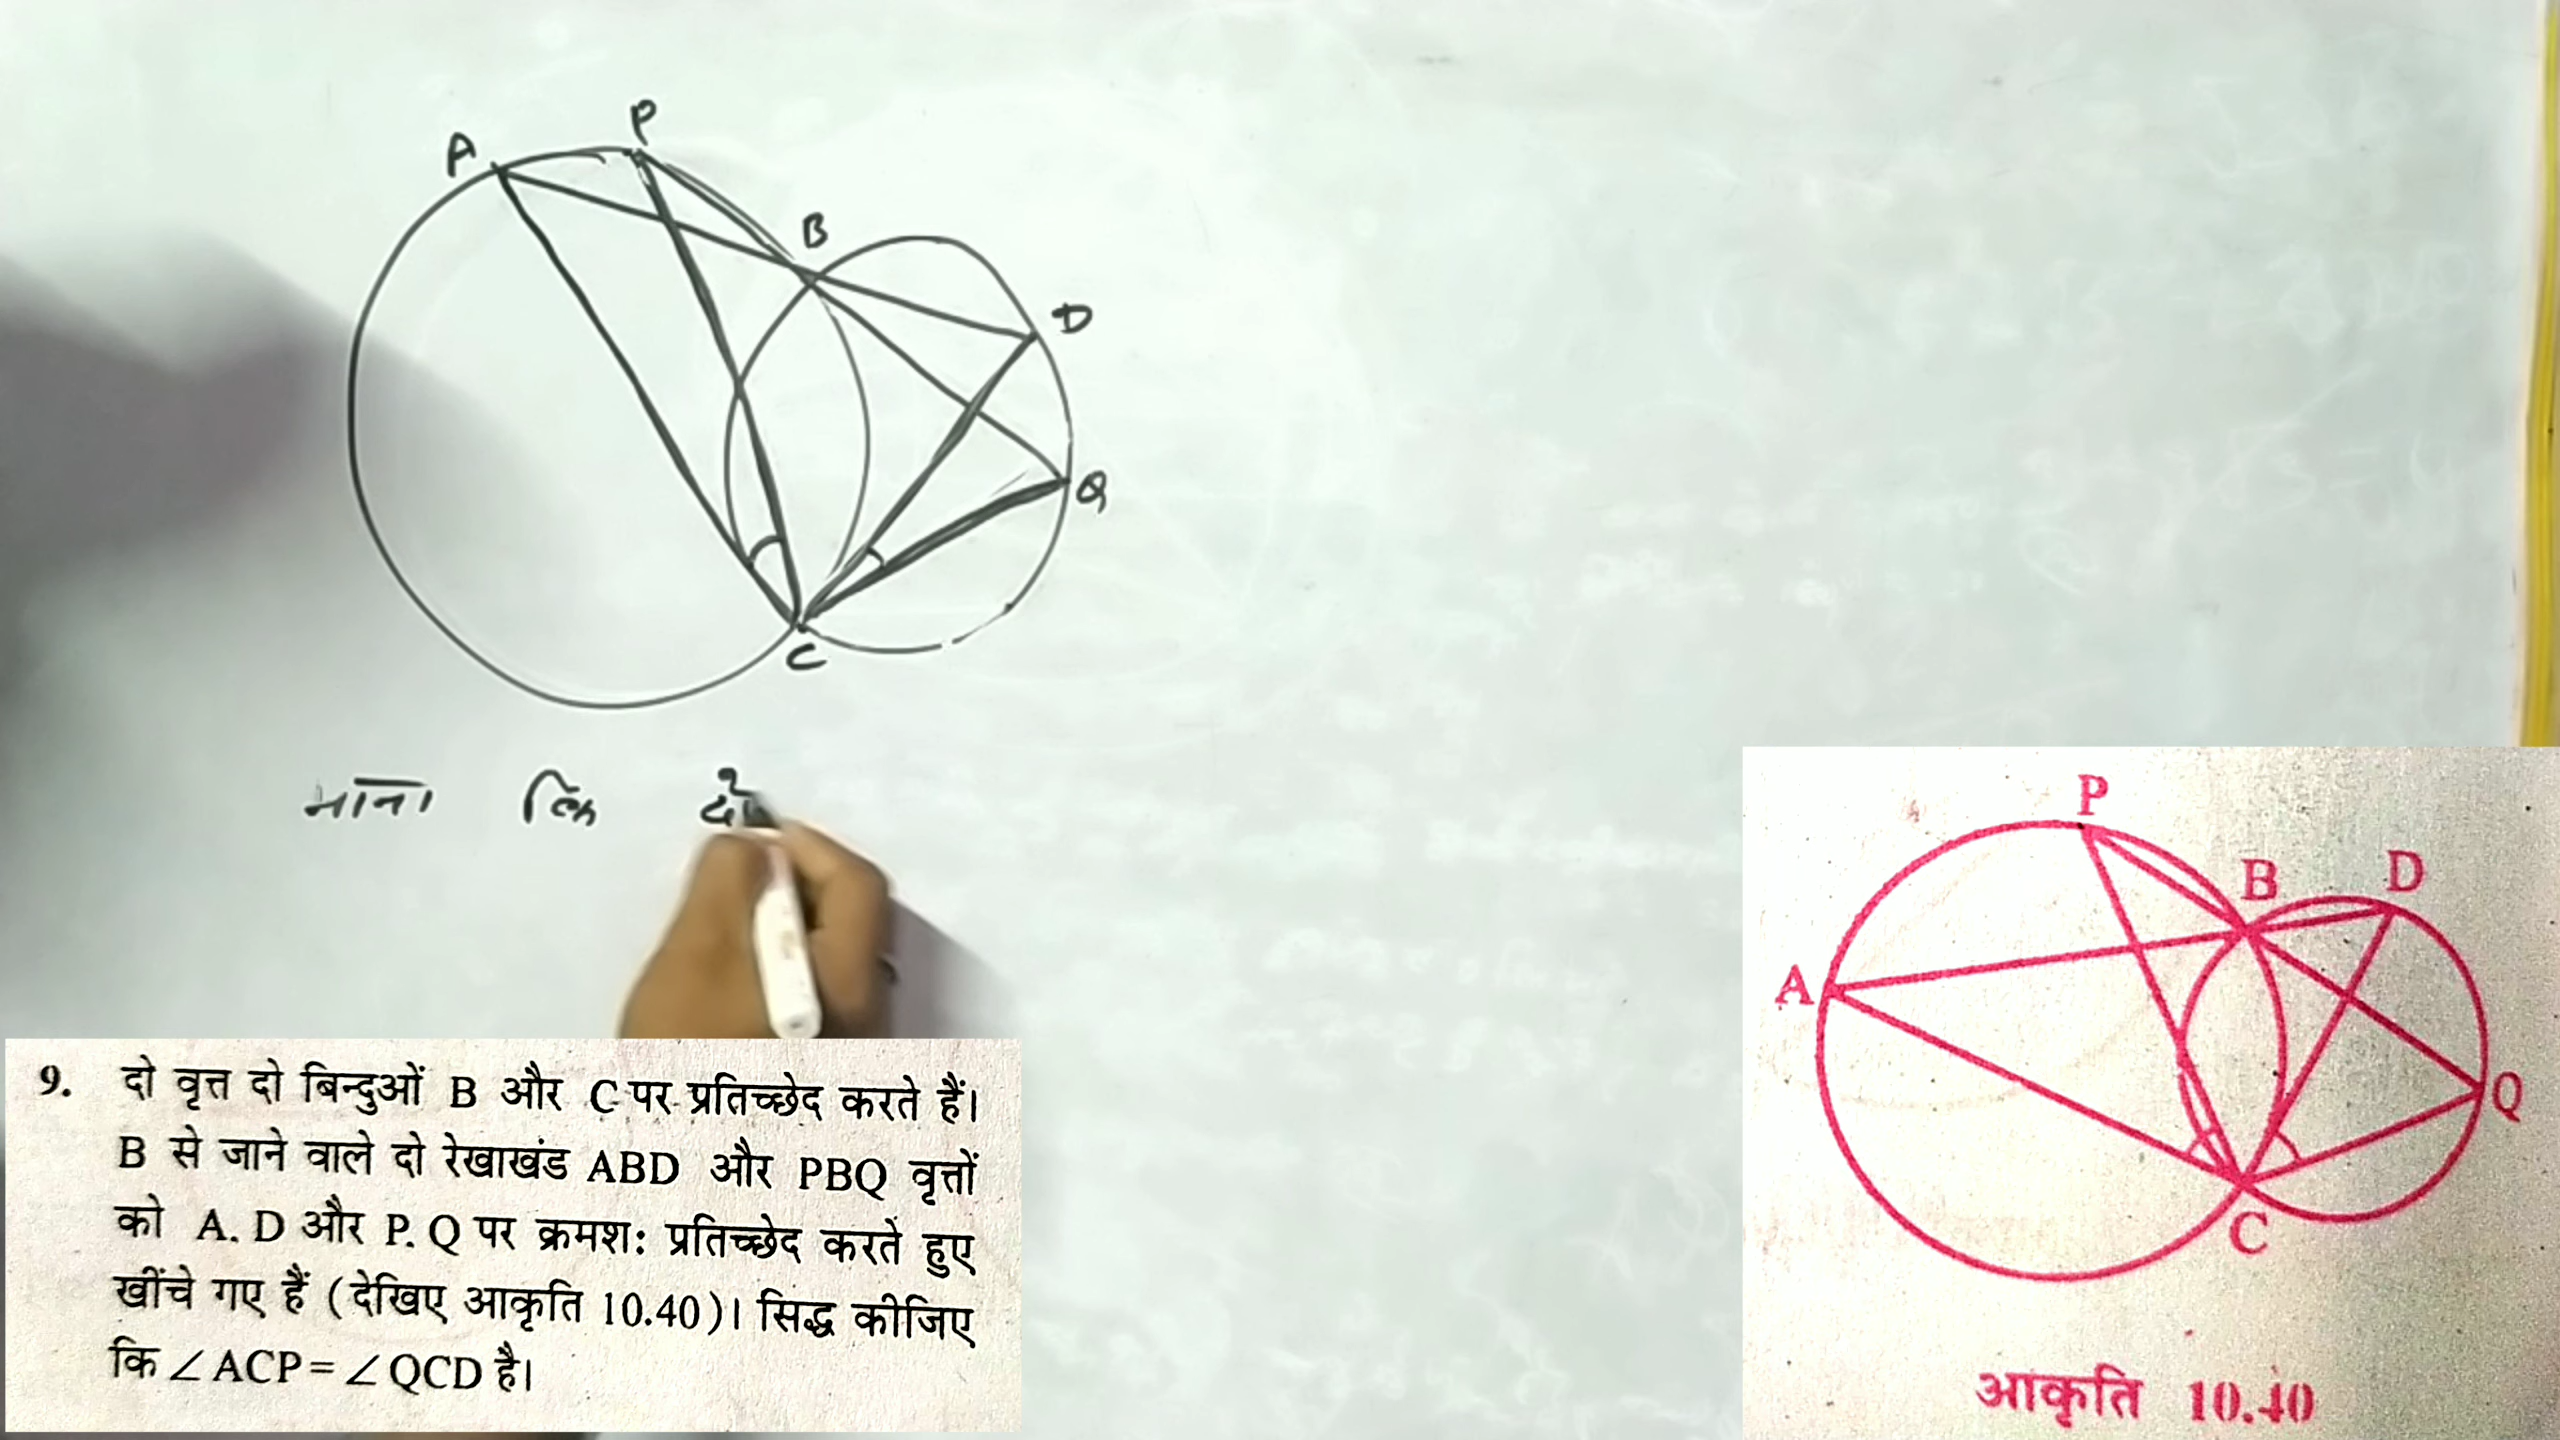 A
P
B
D
Q
C
माना कि
9. दो वृत्त दो बिन्दुओं B और C पर प्रतिच्छेद करते हैं।
B से जाने वाले दो रेखाखंड ABD और PBQ वृत्तों
को A. D और P. Q पर क्रमश: प्रतिच्छेद करते हुए
खींचे गए हैं (देखिए आकृति 10.40)। सिद्ध कीजिए
कि ∠ACP = ∠QCD है।
P
B
D
A
Q
C
आकृति 10.40